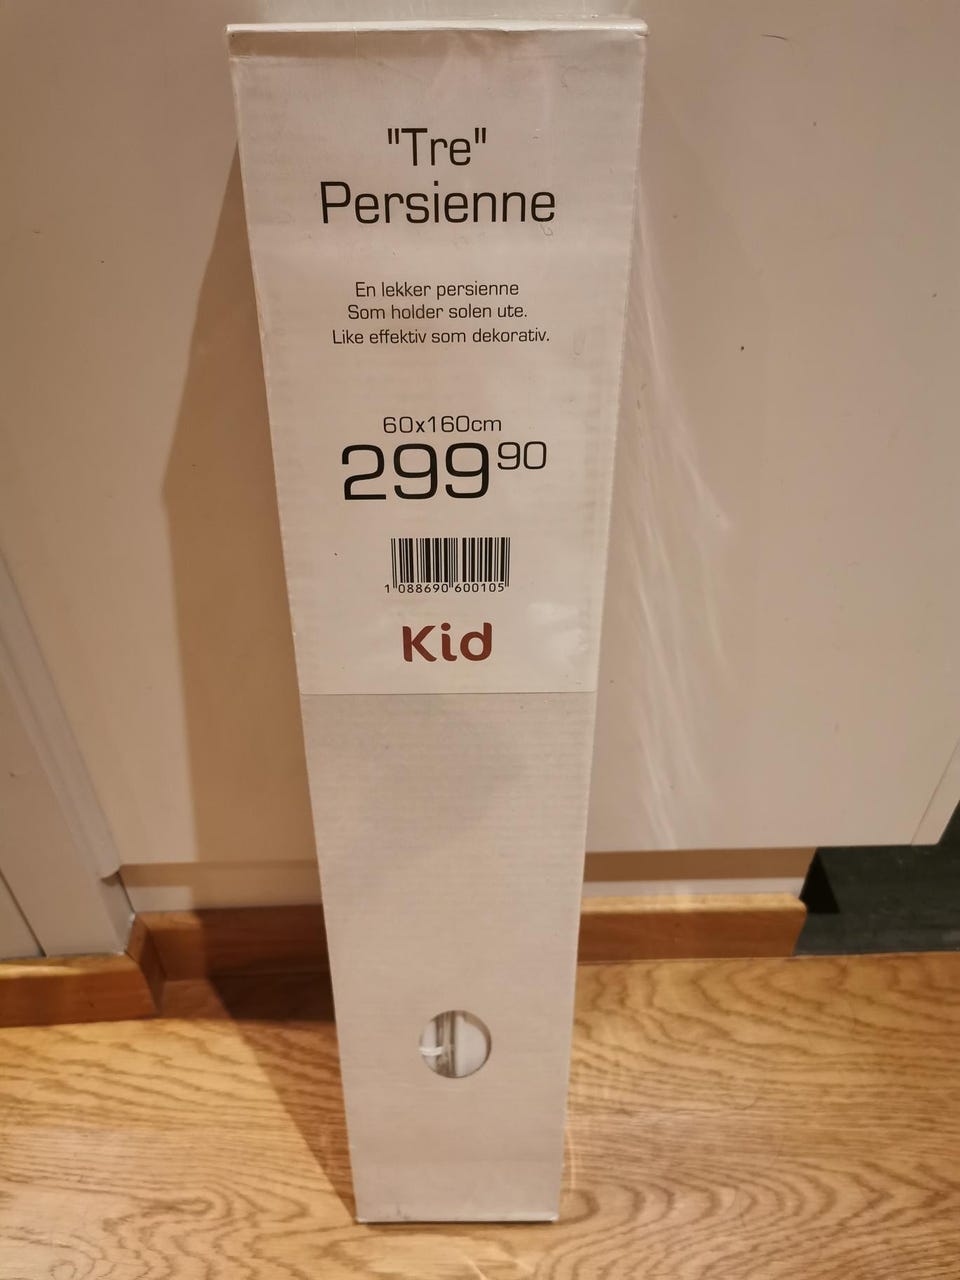 "Tre"
Persienne
En lekker persienne
Som holder solen ute.
Like effektiv som dekorativ.
60x160cm
299 90
1 088690 600105
Kid